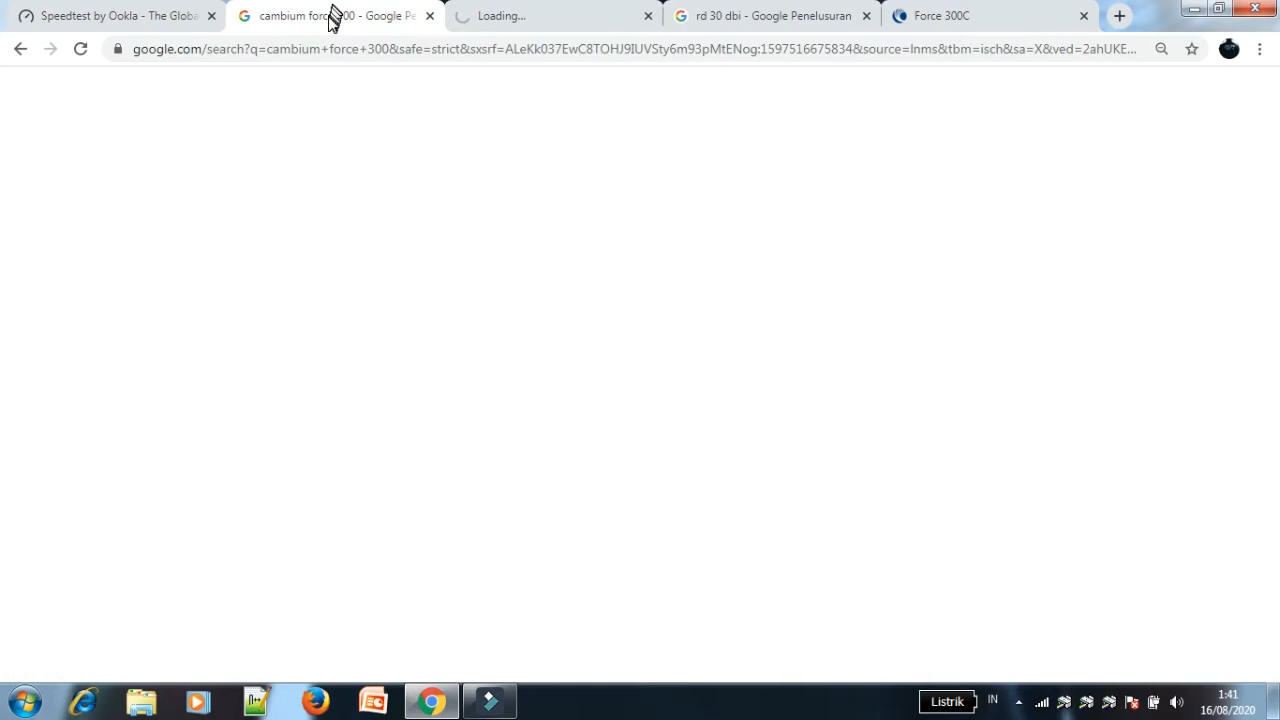 Speedtest by Ookla - The Globa
cambium forc 00 - Google Pe
Loading...
rd 30 dbi - Google Penelusuran
Force 300C
google.com/search?q=cambium+force+300&safe=strict&sxsrf=ALeKk037EwC8TOHJ9IUVSty6m93pMtENog:1597516675834&source=lnms&tbm=isch&sa=X&ved=2ahUKE...
Listrik
IN
1:41
16/08/2020